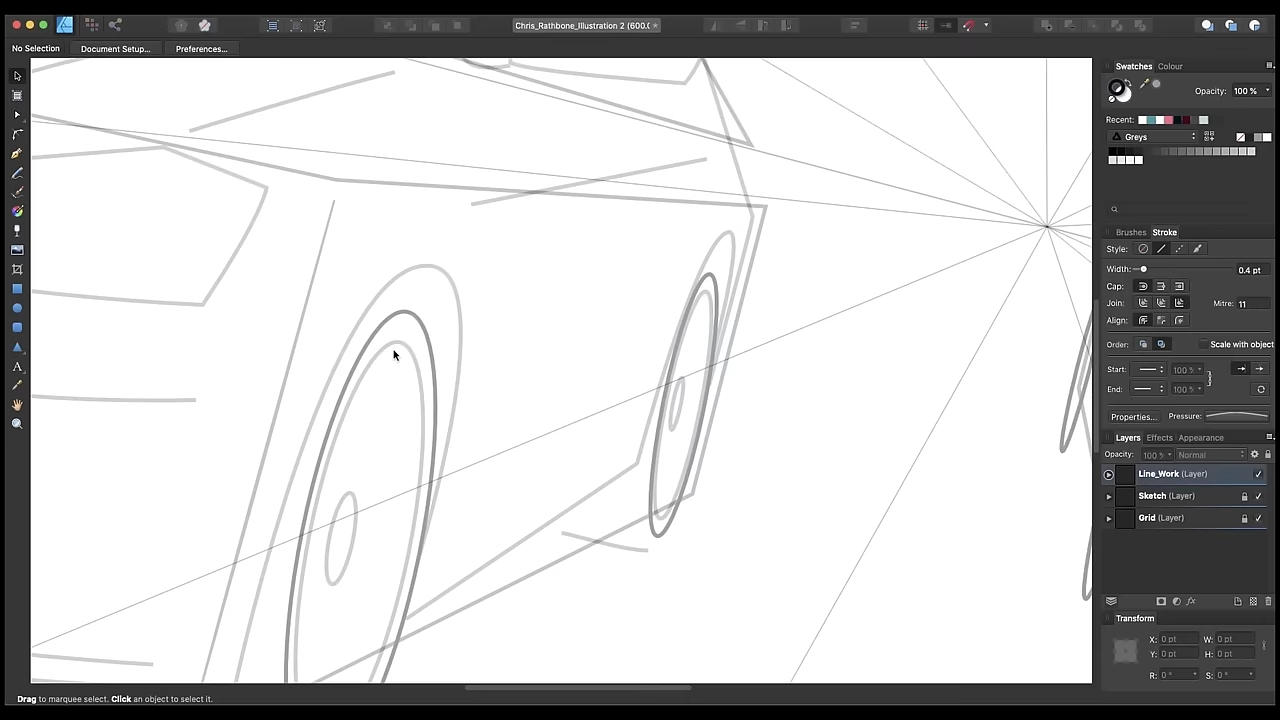 Chris_Rathbone_Illustration 2 (600.0
No Selection
Document Setup...
Preferences...
Swatches Colour
Opacity: 100 %
Recent:
Greys
Brushes Stroke
Style:
Width: 0.4 pt
Cap:
Join: Mitre: 11
Align:
Order: Scale with object
Start: 100 %
End: 100 %
Properties... Pressure:
Layers Effects Appearance
Opacity: 100 % Normal
Line_Work (Layer)
Sketch (Layer)
Grid (Layer)
fx
Transform
X: 0 pt W: 0 pt
Y: 0 pt H: 0 pt
R: 0 ° S: 0 °
A
Drag to marquee select. Click an object to select it.